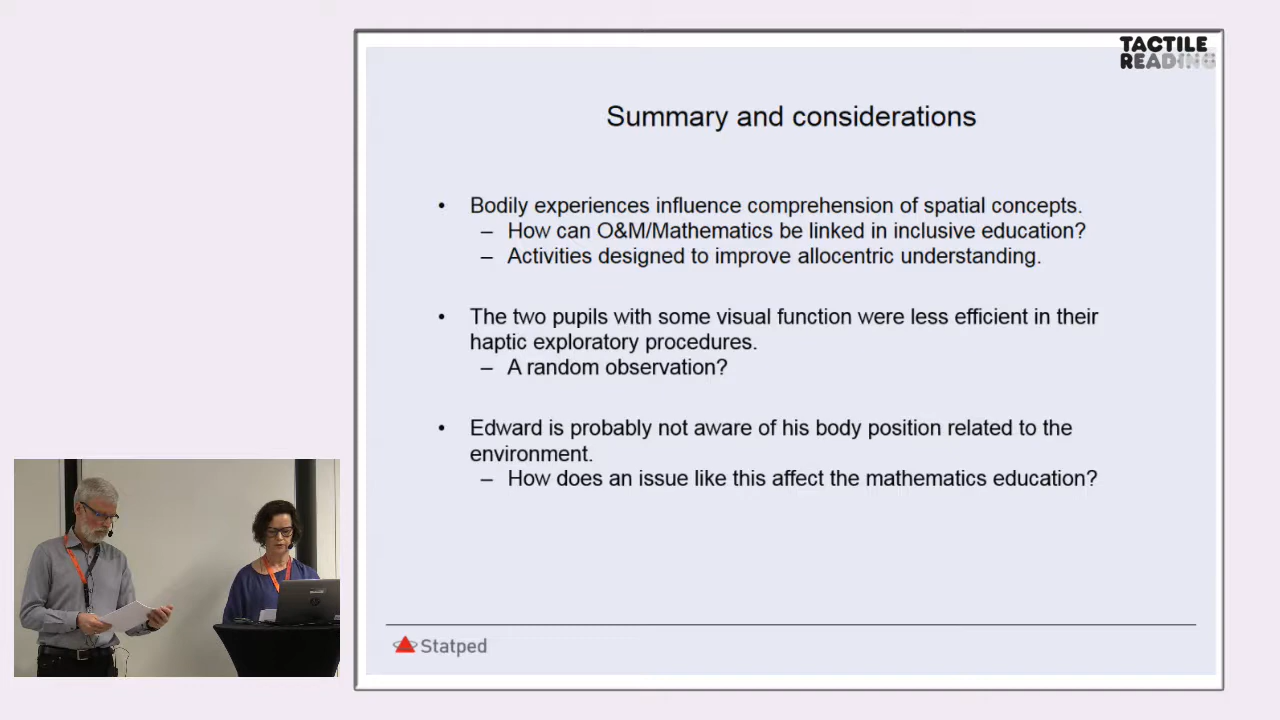 TACTILE
READING
Summary and considerations
• Bodily experiences influence comprehension of spatial concepts.
– How can O&M/Mathematics be linked in inclusive education?
– Activities designed to improve allocentric understanding.
• The two pupils with some visual function were less efficient in their
haptic exploratory procedures.
– A random observation?
• Edward is probably not aware of his body position related to the
environment.
– How does an issue like this affect the mathematics education?
Statped